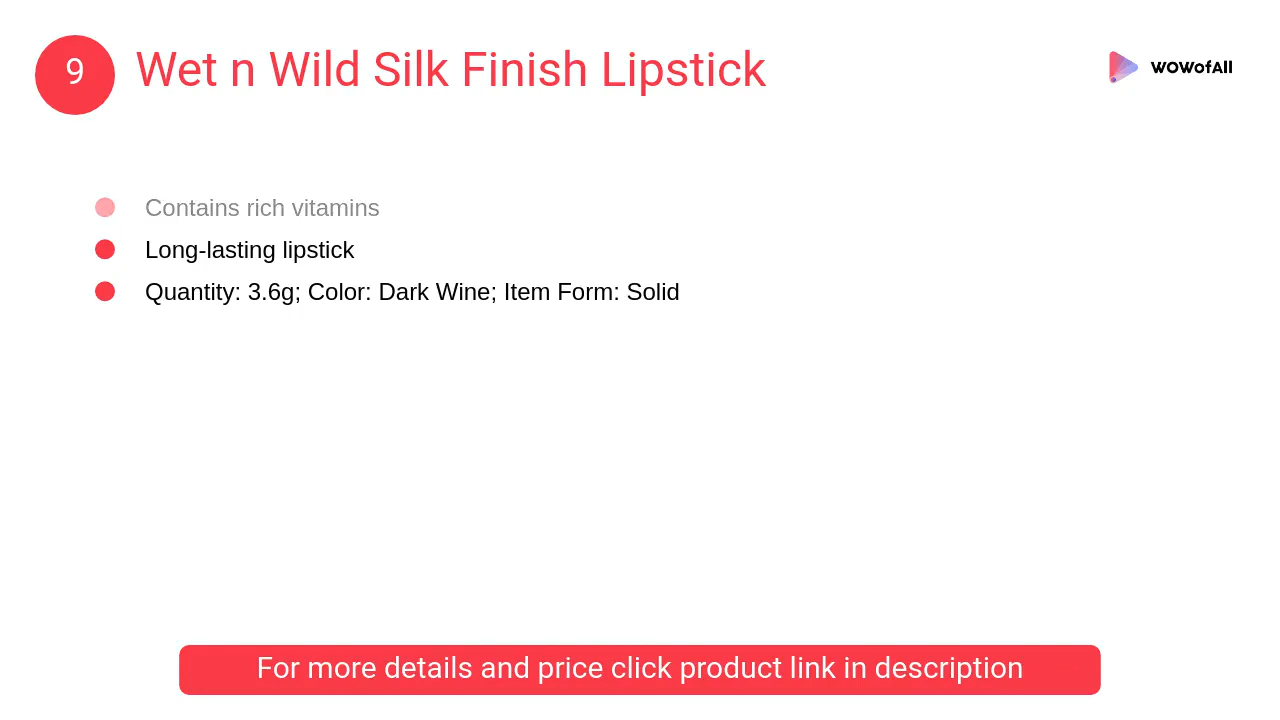 9
Wet n Wild Silk Finish Lipstick
WOWofAll
Contains rich vitamins
Long-lasting lipstick
Quantity: 3.6g; Color: Dark Wine; Item Form: Solid
For more details and price click product link in description